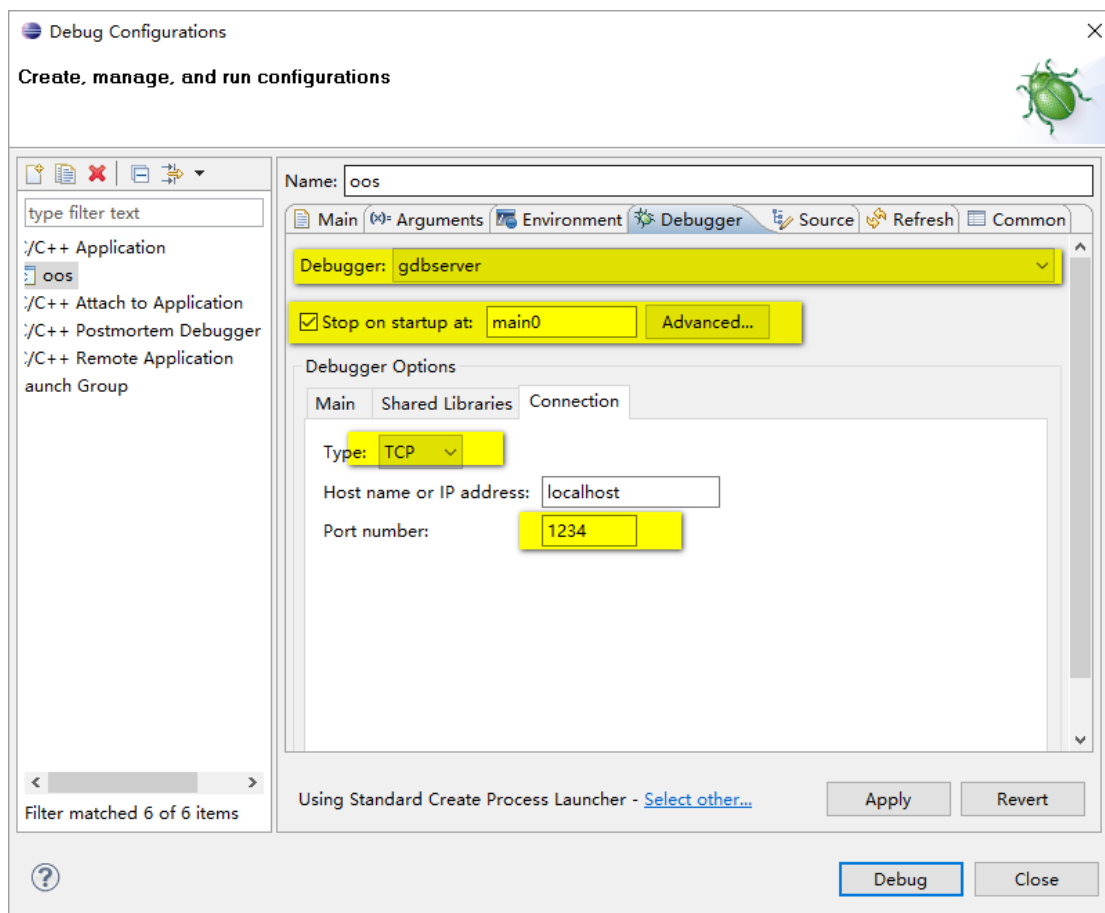 Debug Configurations
Create, manage, and run configurations
type filter text
:/C++ Application
oos
:/C++ Attach to Application
:/C++ Postmortem Debugger
:/C++ Remote Application
aunch Group
Filter matched 6 of 6 items
Name: oos
Main (x)= Arguments Environment Debugger Source Refresh Common
Debugger: gdbserver
Stop on startup at: main0 Advanced...
Debugger Options
Main Shared Libraries Connection
Type: TCP
Host name or IP address: localhost
Port number: 1234
Using Standard Create Process Launcher - Select other... Apply Revert
? Debug Close